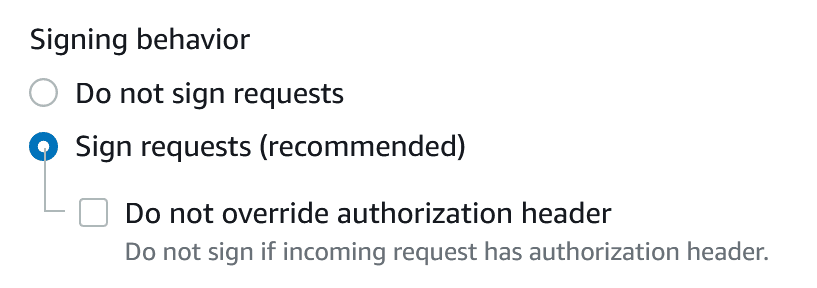 Signing behavior
Do not sign requests
Sign requests (recommended)
Do not override authorization header
Do not sign if incoming request has authorization header.